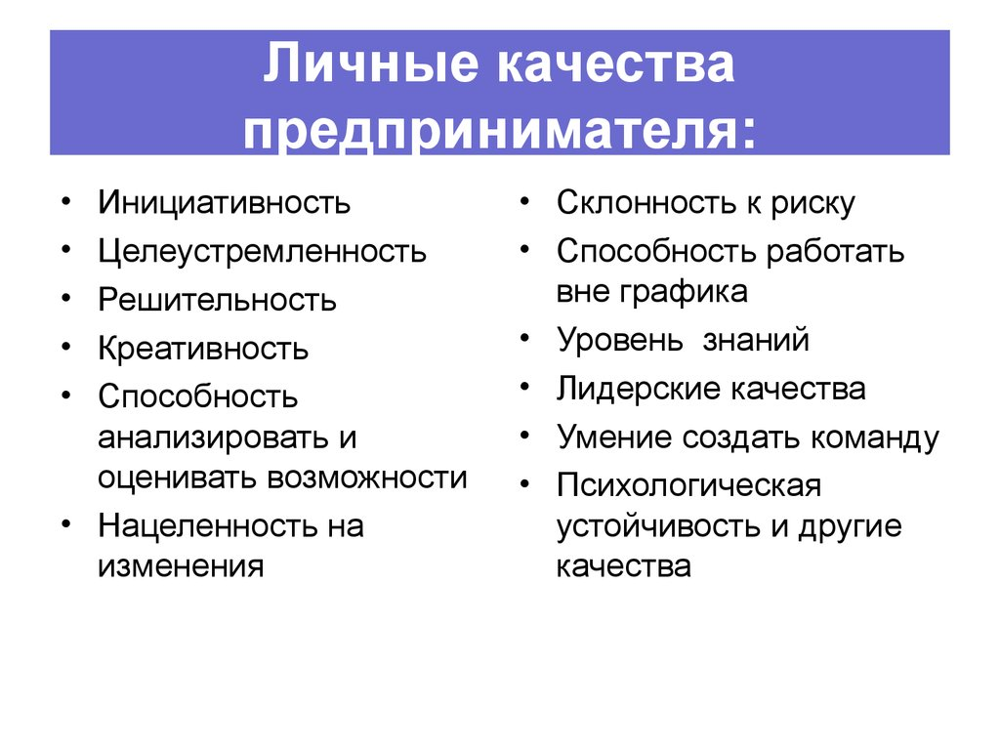 Личные качества
предпринимателя:
• Инициативность
• Целеустремленность
• Решительность
• Креативность
• Способность
анализировать и
оценивать возможности
• Нацеленность на
изменения
• Склонность к риску
• Способность работать
вне графика
• Уровень  знаний
• Лидерские качества
• Умение создать команду
• Психологическая
устойчивость и другие
качества